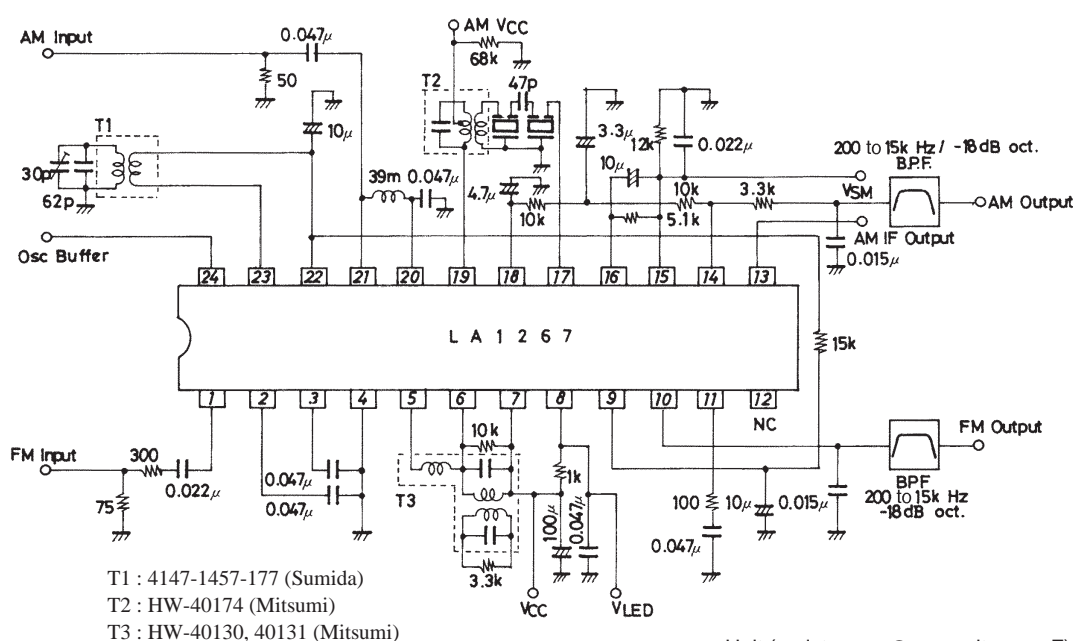 AM VCC
AM Input
0.047μ
68k
50
T2
47p
T1
10μ
3.3μ
12k
0.022μ
200 to 15k Hz / -18dB oct.
B.P.F.
30p
62p
39m
0.047μ
4.7μ
10μ
10k
10k
5.1k
3.3k
VSM
AM Output
AM IF Output
0.015μ
Osc Buffer
24 23 22 21 20 19 18 17 16 15 14 13
LA1267
15k
1 2 3 4 5 6 7 8 9 10 11 12
NC
FM Input
300
0.022μ
75
0.047μ
0.047μ
10k
T3
3.3k
1k
100μ
0.047μ
100
0.047μ
10μ
0.015μ
FM Output
BPF
200 to 15k Hz
-18dB oct.
VCC
VLED
T1 : 4147-1457-177 (Sumida)
T2 : HW-40174 (Mitsumi)
T3 : HW-40130, 40131 (Mitsumi)